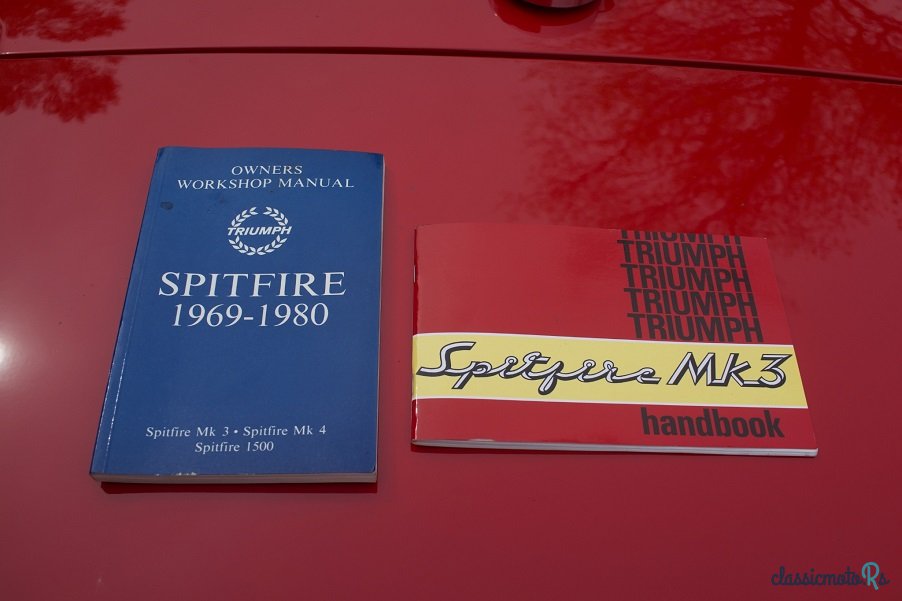 OWNERS
WORKSHOP MANUAL
TRIUMPH
SPITFIRE
1969-1980
Spitfire Mk 3 • Spitfire Mk 4
Spitfire 1500
TRIUMPH
TRIUMPH
TRIUMPH
TRIUMPH
TRIUMPH
Spitfire Mk3
handbook
classicmotoRs